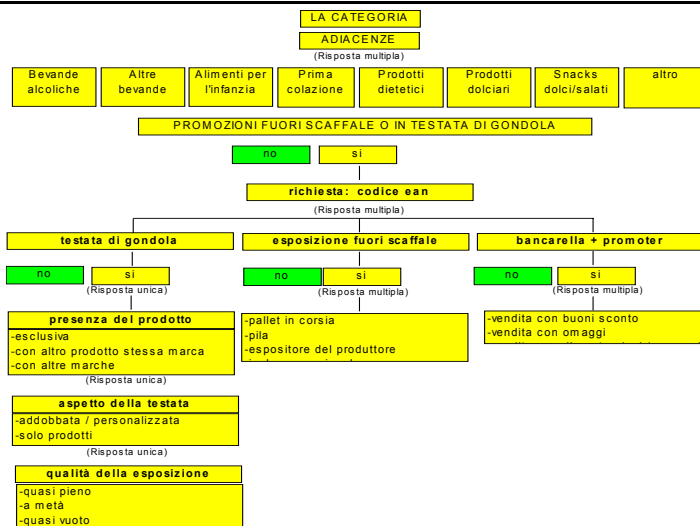 LA CATEGORIA
ADIACENZE
(Risposta multipla)
Bevande alcoliche
Altre bevande
Alimenti per l'infanzia
Prima colazione
Prodotti dietetici
Prodotti dolciari
Snacks dolci/salati
altro
PROMOZIONI FUORI SCAFFALE O IN TESTATA DI GONDOLA
no
si
richiesta: codice ean
(Risposta multipla)
testata di gondola
esposizione fuori scaffale
bancarella + promoter
no
si
no
si
no
si
(Risposta unica)
(Risposta multipla)
(Risposta multipla)
presenza del prodotto
-esclusiva
-con altro prodotto stessa marca
-con altre marche
(Risposta unica)
-pallet in corsia
-pila
-espositore del produttore
-vendita con buoni sconto
-vendita con omaggi
aspetto della testata
-addobbata / personalizzata
-solo prodotti
(Risposta unica)
qualità della esposizione
-quasi pieno
-a metà
-quasi vuoto